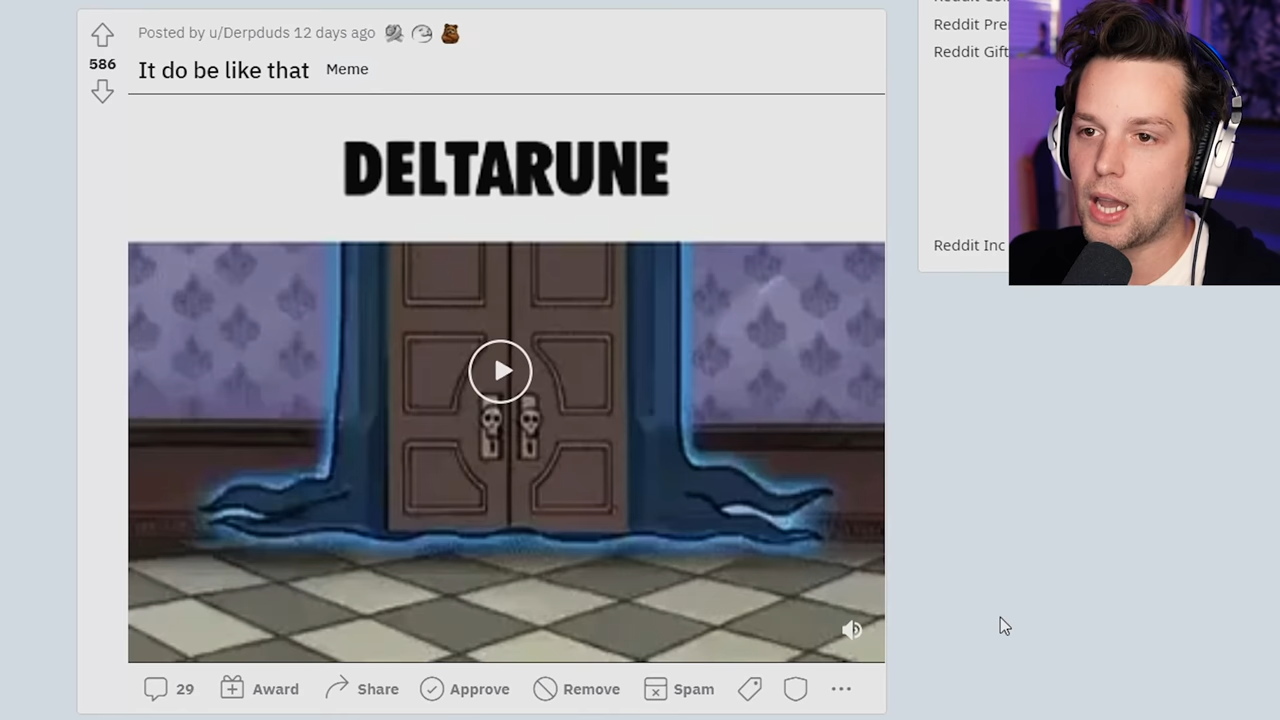 Posted by u/Derpduds 12 days ago
586
It do be like that Meme
DELTARUNE
29 Award Share Approve Remove Spam
Reddit Pre
Reddit Gift
Reddit Inc